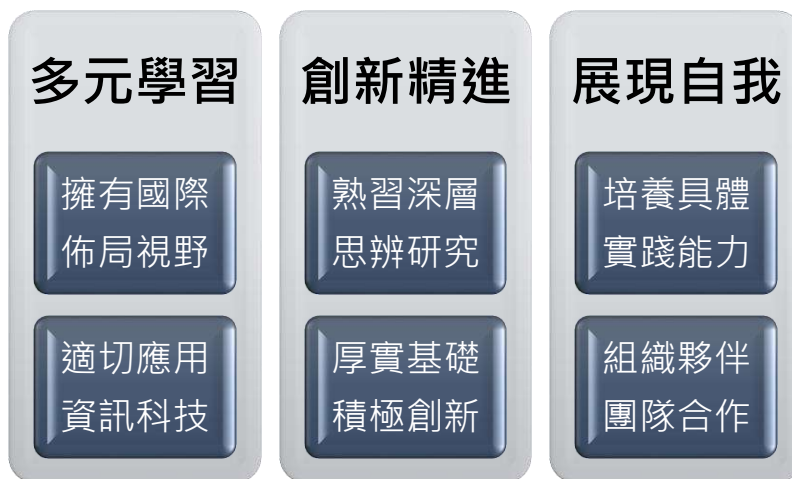 多元學習
擁有國際
佈局視野
適切應用
資訊科技
創新精進
熟習深層
思辨研究
厚實基礎
積極創新
展現自我
培養具體
實踐能力
組織夥伴
團隊合作